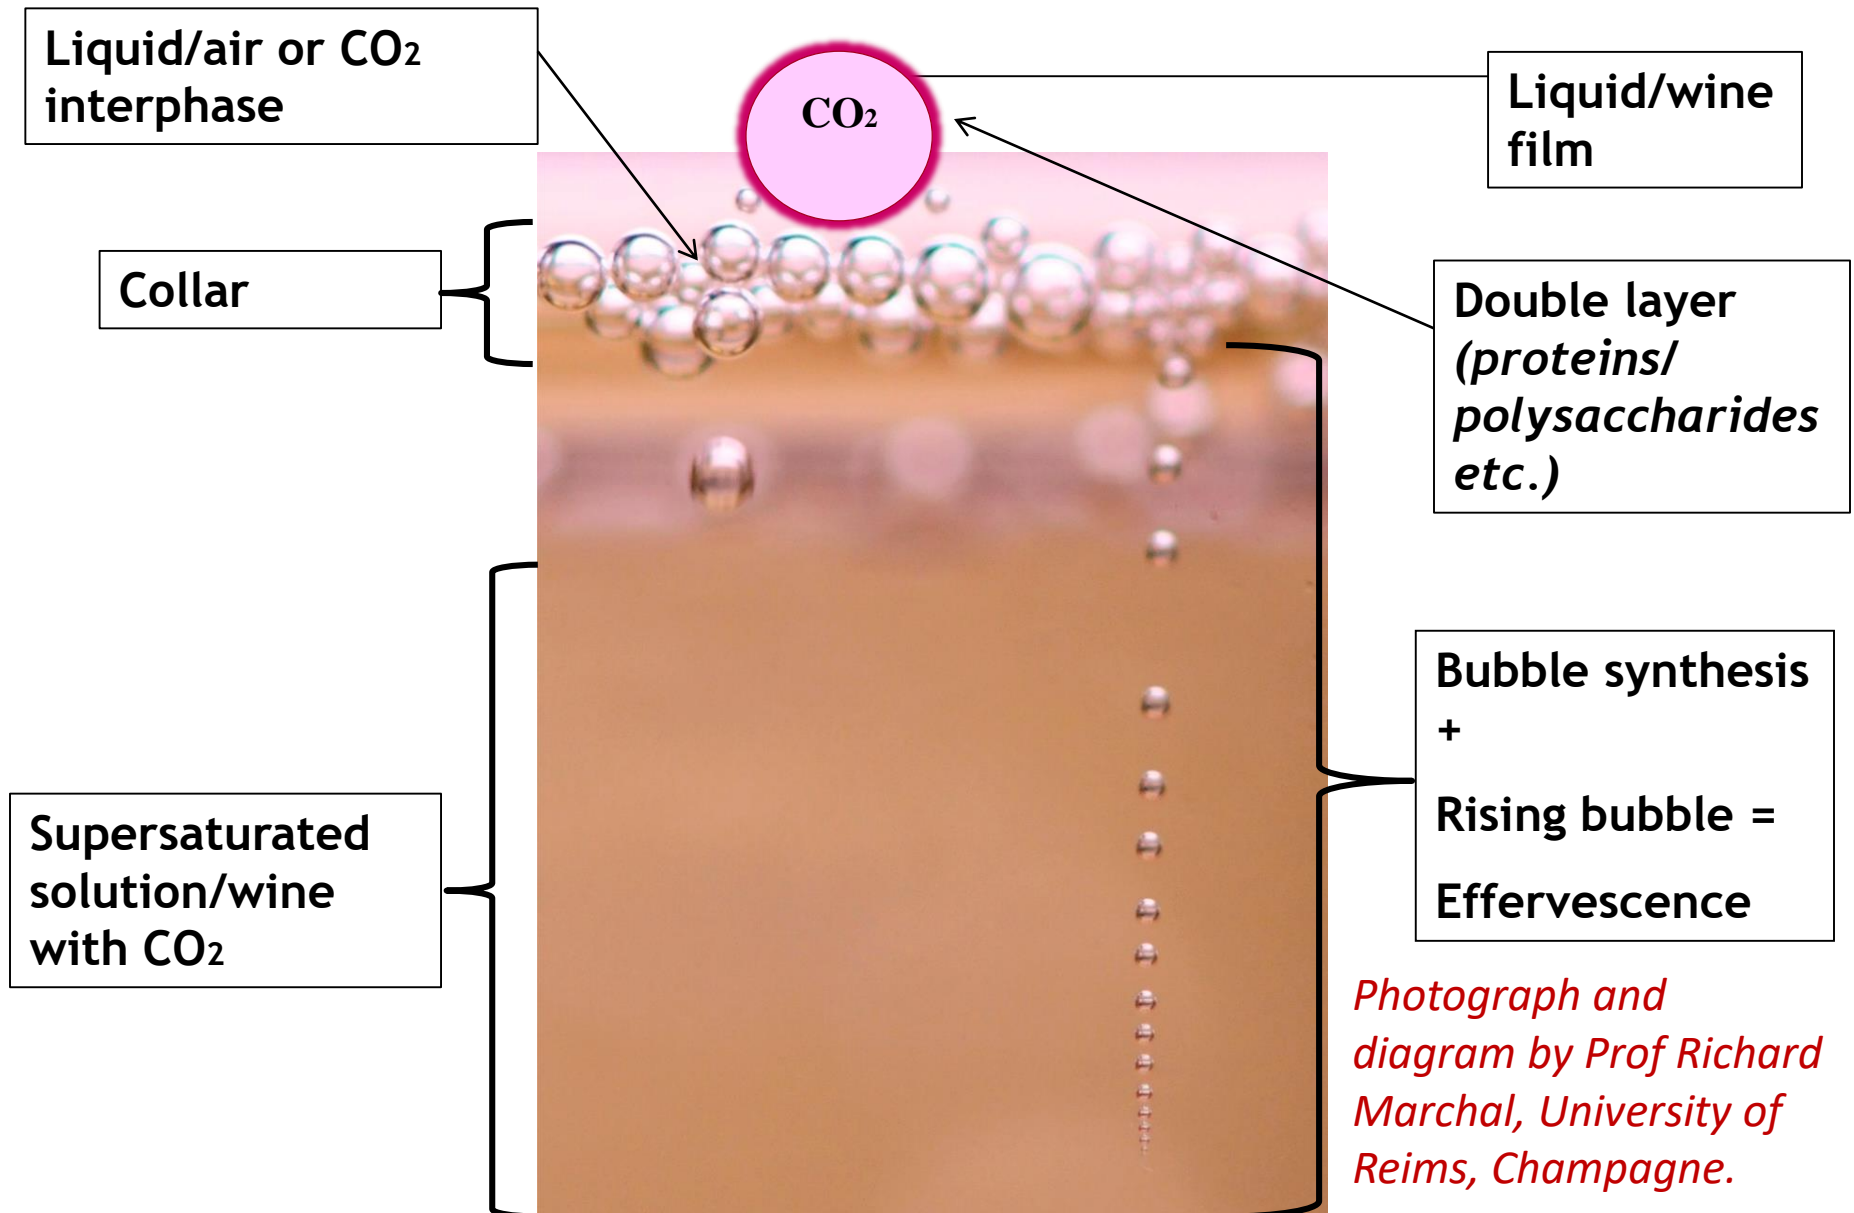 Liquid/air or CO2
interphase
CO2
Liquid/wine
film
Collar
Double layer
(proteins/
polysaccharides
etc.)
Supersaturated
solution/wine
with CO2
Bubble synthesis
+
Rising bubble =
Effervescence
Photograph and
diagram by Prof Richard
Marchal, University of
Reims, Champagne.